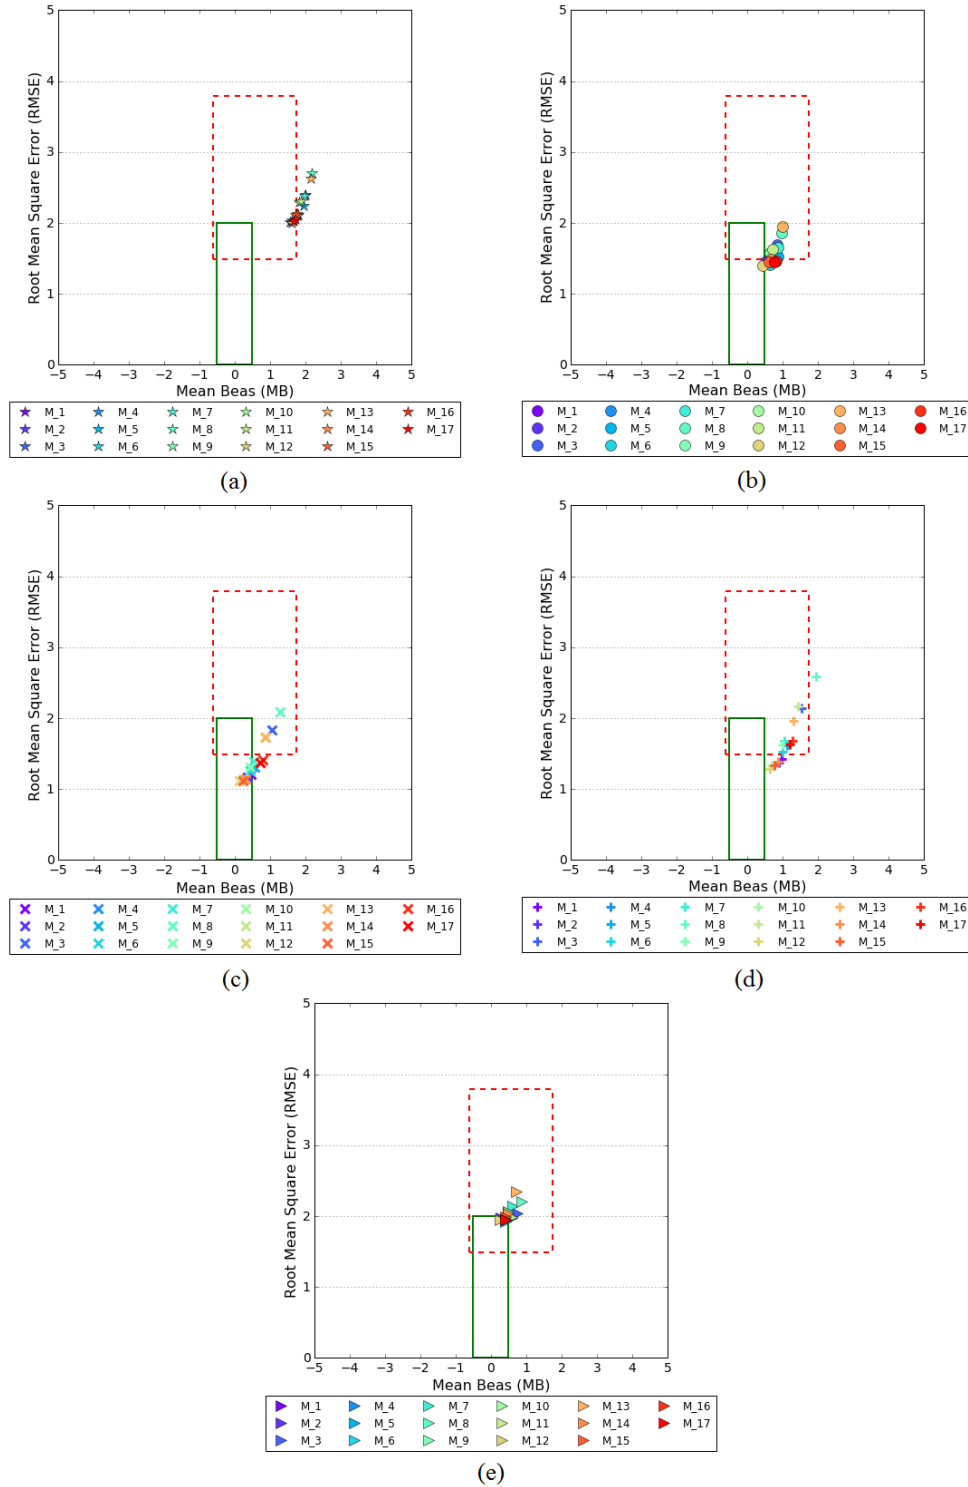 5
4
3
2
1
0
Root Mean Square Error (RMSE)
−5 −4 −3 −2 −1 0 1 2 3 4 5
Mean Beas (MB)
M_1 M_4 M_7 M_10 M_13 M_16
M_2 M_5 M_8 M_11 M_14 M_17
M_3 M_6 M_9 M_12 M_15
(a)
5
4
3
2
1
0
Root Mean Square Error (RMSE)
−5 −4 −3 −2 −1 0 1 2 3 4 5
Mean Beas (MB)
M_1 M_4 M_7 M_10 M_13 M_16
M_2 M_5 M_8 M_11 M_14 M_17
M_3 M_6 M_9 M_12 M_15
(b)
5
4
3
2
1
0
Root Mean Square Error (RMSE)
−5 −4 −3 −2 −1 0 1 2 3 4 5
Mean Beas (MB)
M_1 M_4 M_7 M_10 M_13 M_16
M_2 M_5 M_8 M_11 M_14 M_17
M_3 M_6 M_9 M_12 M_15
(c)
5
4
3
2
1
0
Root Mean Square Error (RMSE)
−5 −4 −3 −2 −1 0 1 2 3 4 5
Mean Beas (MB)
M_1 M_4 M_7 M_10 M_13 M_16
M_2 M_5 M_8 M_11 M_14 M_17
M_3 M_6 M_9 M_12 M_15
(d)
5
4
3
2
1
0
Root Mean Square Error (RMSE)
−5 −4 −3 −2 −1 0 1 2 3 4 5
Mean Beas (MB)
M_1 M_4 M_7 M_10 M_13 M_16
M_2 M_5 M_8 M_11 M_14 M_17
M_3 M_6 M_9 M_12 M_15
(e)